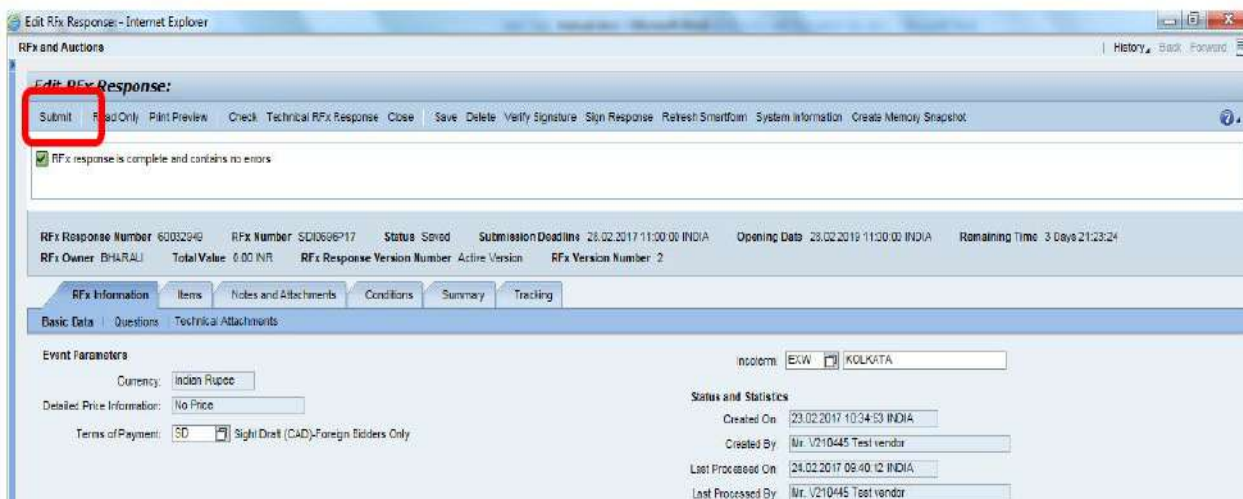 Edit RFx Response: - Internet Explorer
RFx and Auctions
History Back Forward
Edit RFx Response:
Submit Read Only Print Preview Check Technical RFx Response Close Save Delete Verify Signature Sign Response Refresh Smartform System Information Create Memory Snapshot
RFx response is complete and contains no errors
RFx Response Number 60032949 RFx Number SDI0696P17 Status Saved Submission Deadline 28.02.2017 11:00:00 INDIA Opening Date 28.02.2019 11:00:00 INDIA Remaining Time 3 Days 21:23:24
RFx Owner BHARALI Total Value 0.00 INR RFx Response Version Number Active Version RFx Version Number 2
RFx Information Items Notes and Attachments Conditions Summary Tracking
Basic Data Questions Technical Attachments
Event Parameters
Incoterm: EXW KOLKATA
Currency: Indian Rupee
Status and Statistics
Detailed Price Information: No Price
Created On 23.02.2017 10:34:53 INDIA
Terms of Payment: SD Sight Draft (CAD)-Foreign Bidders Only
Created By Mr. V210445 Test vendor
Last Processed On 24.02.2017 09:40:12 INDIA
Last Processed By Mr. V210445 Test vendor